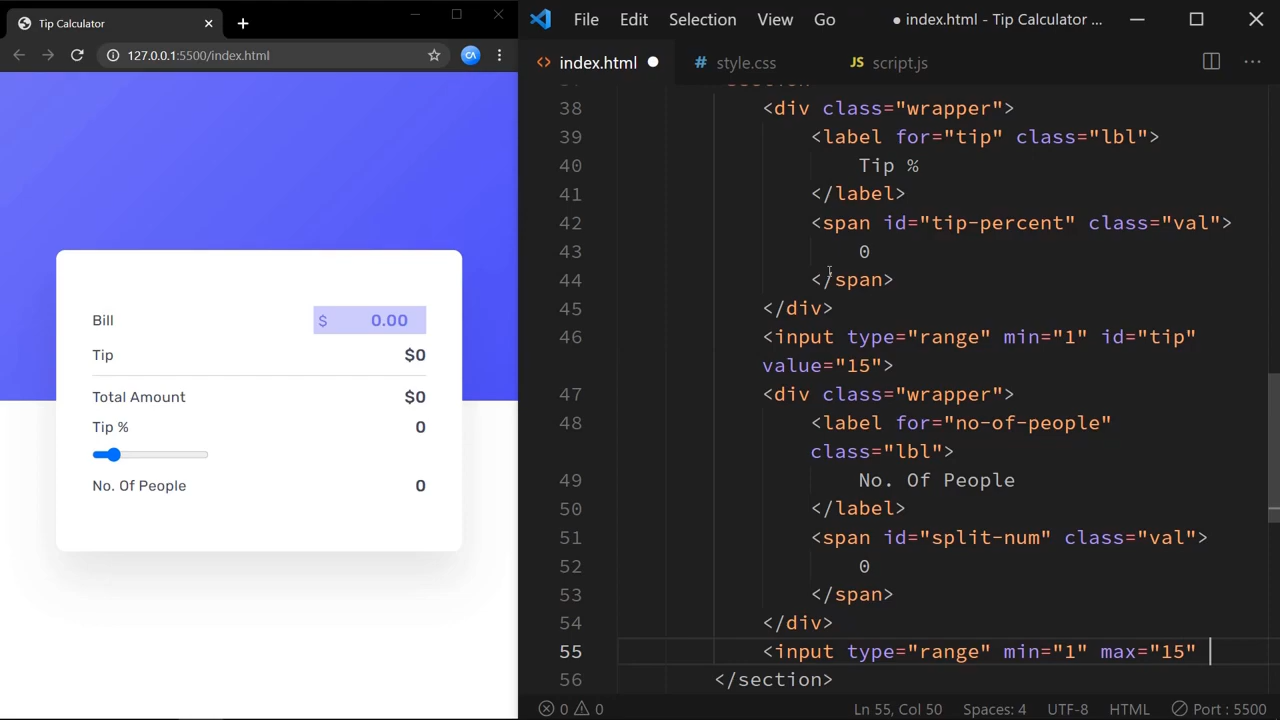 Tip Calculator
127.0.0.1:5500/index.html
CA
Bill
$ 0.00
Tip
$0
Total Amount
$0
Tip %
0
No. Of People
0
File Edit Selection View Go
● index.html - Tip Calculator ...
<> index.html
# style.css
JS script.js
38 <div class="wrapper">
39 <label for="tip" class="lbl">
40 Tip %
41 </label>
42 <span id="tip-percent" class="val">
43 0
44 </span>
45 </div>
46 <input type="range" min="1" id="tip"
value="15">
47 <div class="wrapper">
48 <label for="no-of-people"
class="lbl">
49 No. Of People
50 </label>
51 <span id="split-num" class="val">
52 0
53 </span>
54 </div>
55 <input type="range" min="1" max="15"
56 </section>
0 0
Ln 55, Col 50
Spaces: 4
UTF-8
HTML
Port : 5500